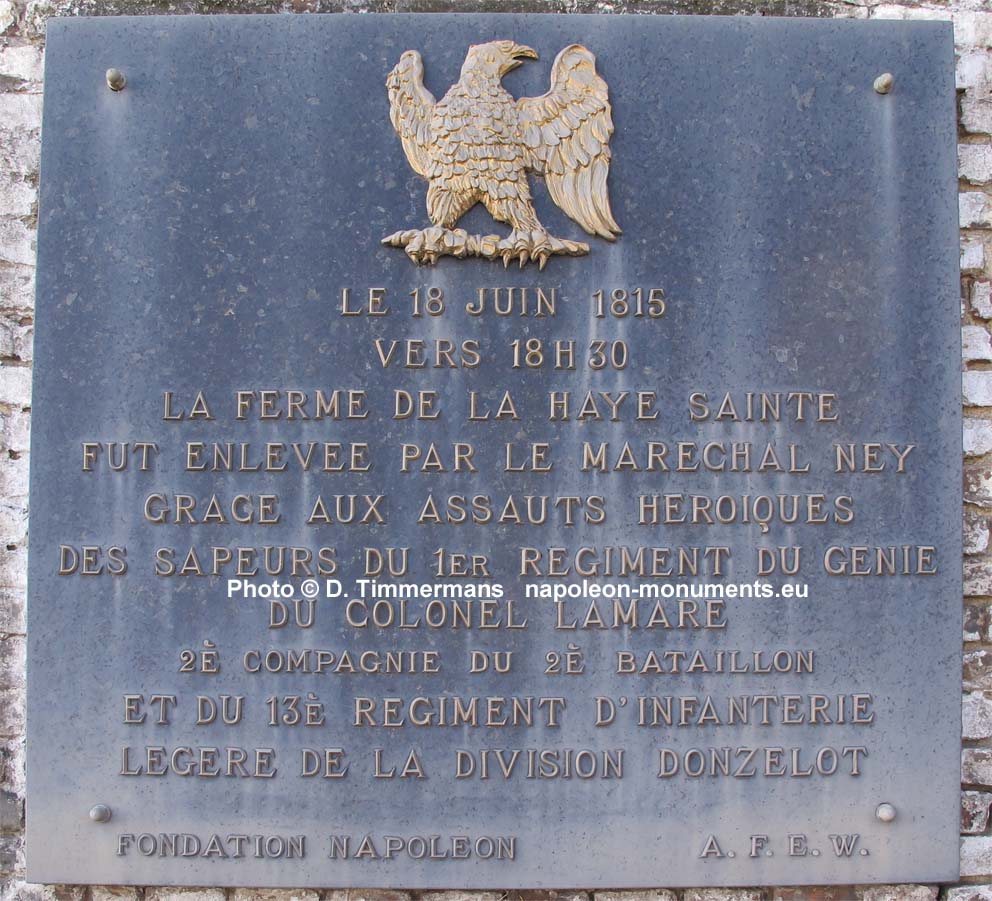 LE 18 JUIN 1815
VERS 18 H 30
LA FERME DE LA HAYE SAINTE
FUT ENLEVEE PAR LE MARECHAL NEY
GRACE AUX ASSAUTS HEROIQUES
DES SAPEURS DU 1ER REGIMENT DU GENIE
Photo © D. Timmermans napoleon-monuments.eu
DU COLONEL LAMARE
2È COMPAGNIE DU 2È BATAILLON
ET DU 13È REGIMENT D'INFANTERIE
LEGERE DE LA DIVISION DONZELOT
FONDATION NAPOLEON A. F. E. W.